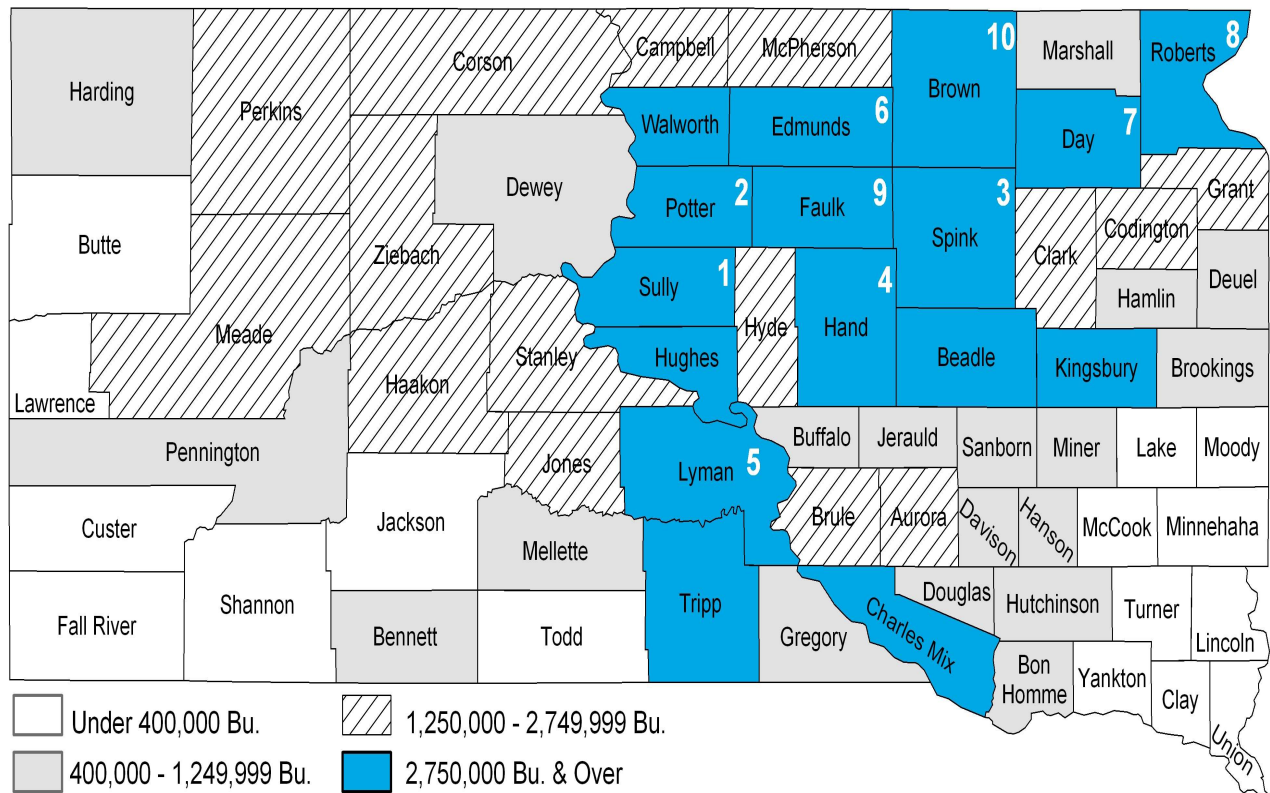 10
8
Campbell
McPherson
Marshall
Roberts
Corson
Harding
Perkins
Brown
6
7
Walworth
Edmunds
Day
Dewey
2
9
3
Grant
Potter
Faulk
Codington
Butte
Ziebach
Spink
Clark
1
4
Deuel
Sully
Hamlin
Meade
Hyde
Hand
Stanley
Hughes
Beadle
Kingsbury
Brookings
Haakon
Lawrence
Pennington
Buffalo
Jerauld
Sanborn
Miner
Lake
Moody
Jones
Lyman
5
Custer
Jackson
Brule
Aurora
Davison
Hanson
McCook
Minnehaha
Mellette
Fall River
Shannon
Bennett
Todd
Tripp
Gregory
Charles Mix
Douglas
Hutchinson
Turner
Lincoln
Bon
Homme
Yankton
Clay
Union
Under 400,000 Bu.
1,250,000 - 2,749,999 Bu.
400,000 - 1,249,999 Bu.
2,750,000 Bu. & Over